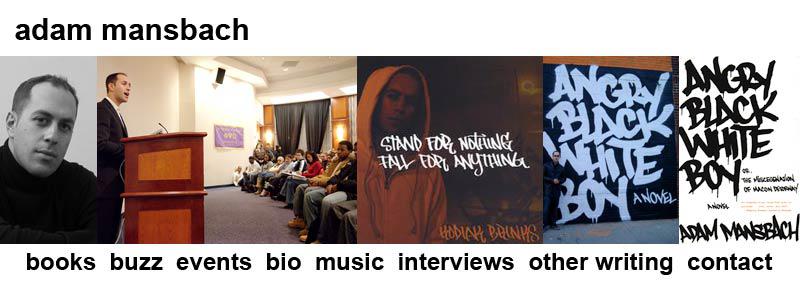 adam mansbach
STAND FOR NOTHING
FALL FOR ANYTHING.
KODIAK BRINKS
ANGRY
BLACK
WHITE
BOY
A NOVEL
ANGRY
BLACK
WHITE
BOY
OR,
THE MISCEGENATION
OF MACON DETORNAY
A NOVEL
ADAM MANSBACH
books buzz events bio music interviews other writing contact